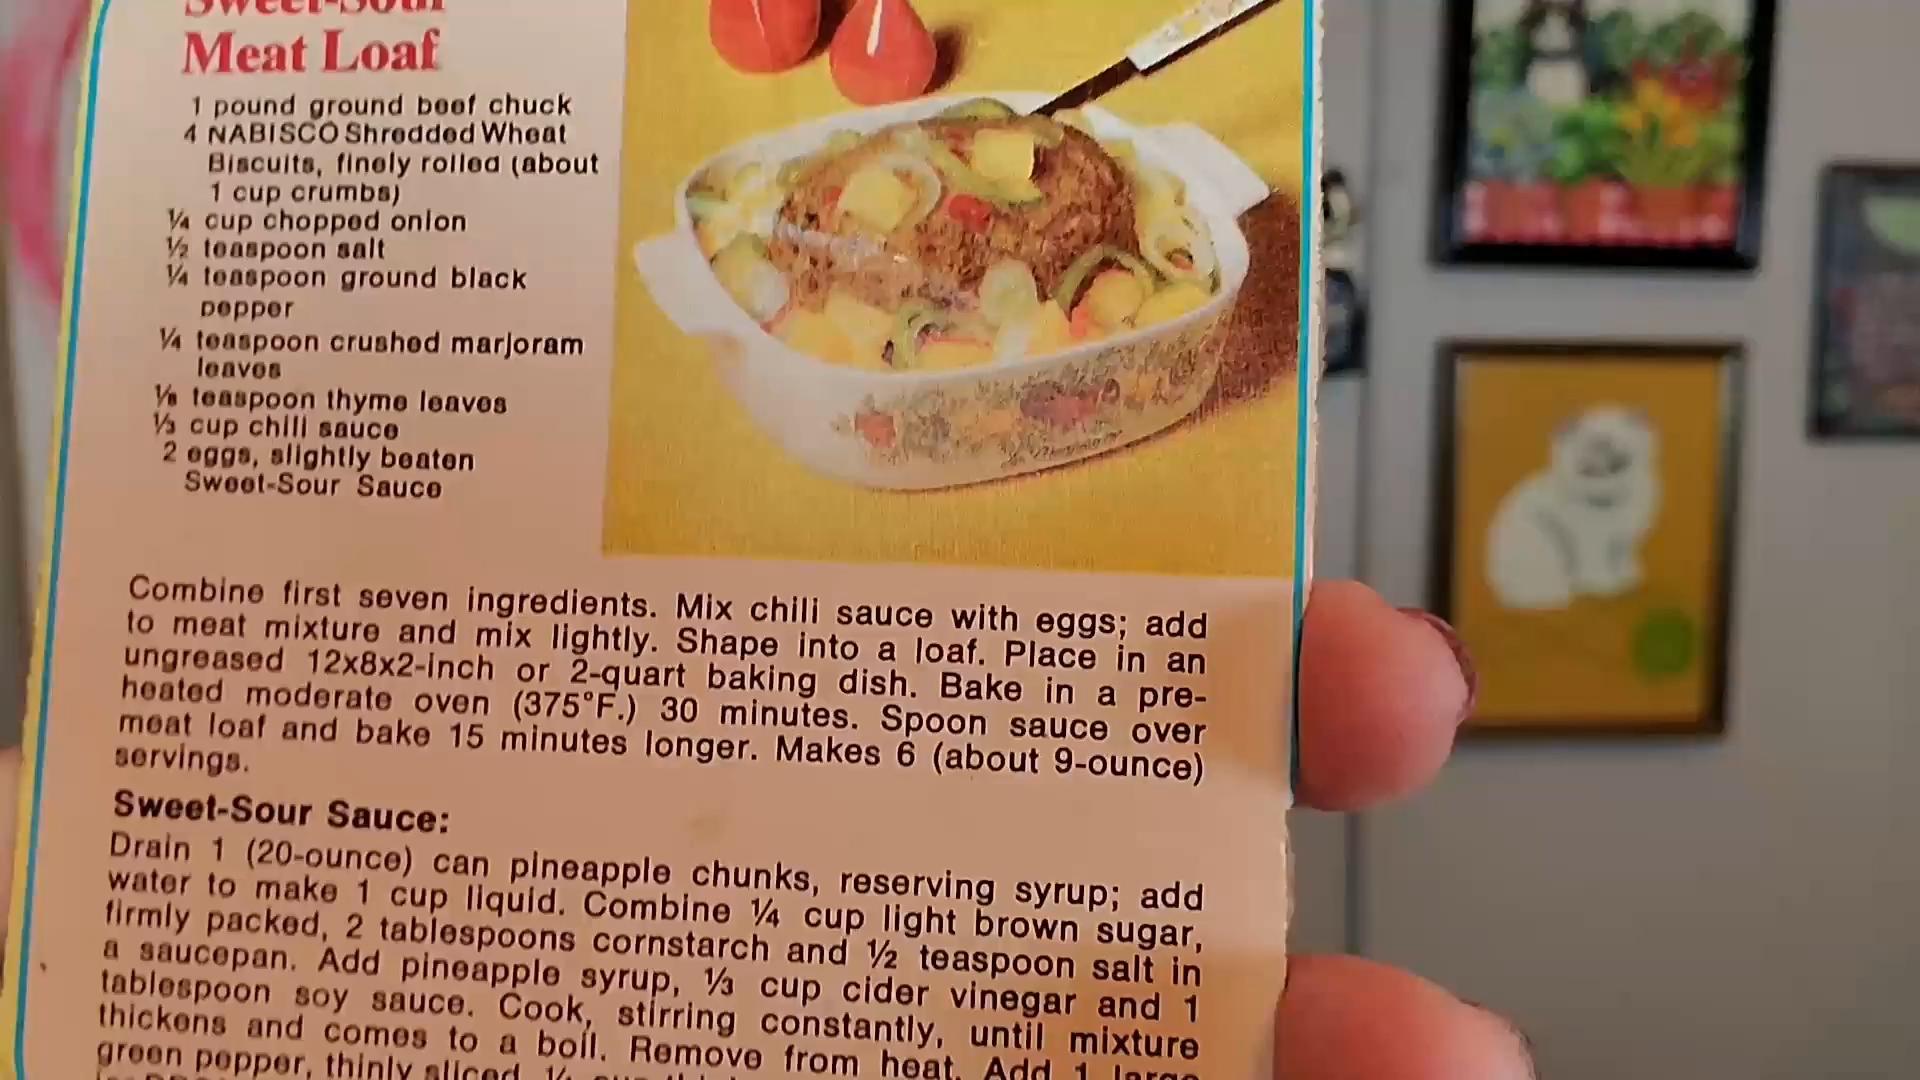 Sweet-Sour
Meat Loaf
1 pound ground beef chuck
4 NABISCO Shredded Wheat
Biscuits, finely rolled (about
1 cup crumbs)
¼ cup chopped onion
½ teaspoon salt
¼ teaspoon ground black
pepper
¼ teaspoon crushed marjoram
leaves
⅛ teaspoon thyme leaves
⅓ cup chili sauce
2 eggs, slightly beaten
Sweet-Sour Sauce
Combine first seven ingredients. Mix chili sauce with eggs; add
to meat mixture and mix lightly. Shape into a loaf. Place in an
ungreased 12x8x2-inch or 2-quart baking dish. Bake in a pre-
heated moderate oven (375°F.) 30 minutes. Spoon sauce over
meat loaf and bake 15 minutes longer. Makes 6 (about 9-ounce)
servings.
Sweet-Sour Sauce:
Drain 1 (20-ounce) can pineapple chunks, reserving syrup; add
water to make 1 cup liquid. Combine ¼ cup light brown sugar,
firmly packed, 2 tablespoons cornstarch and ½ teaspoon salt in
a saucepan. Add pineapple syrup, ⅓ cup cider vinegar and 1
tablespoon soy sauce. Cook, stirring constantly, until mixture
thickens and comes to a boil. Remove from heat. Add 1 large
green pepper, thinly sliced,